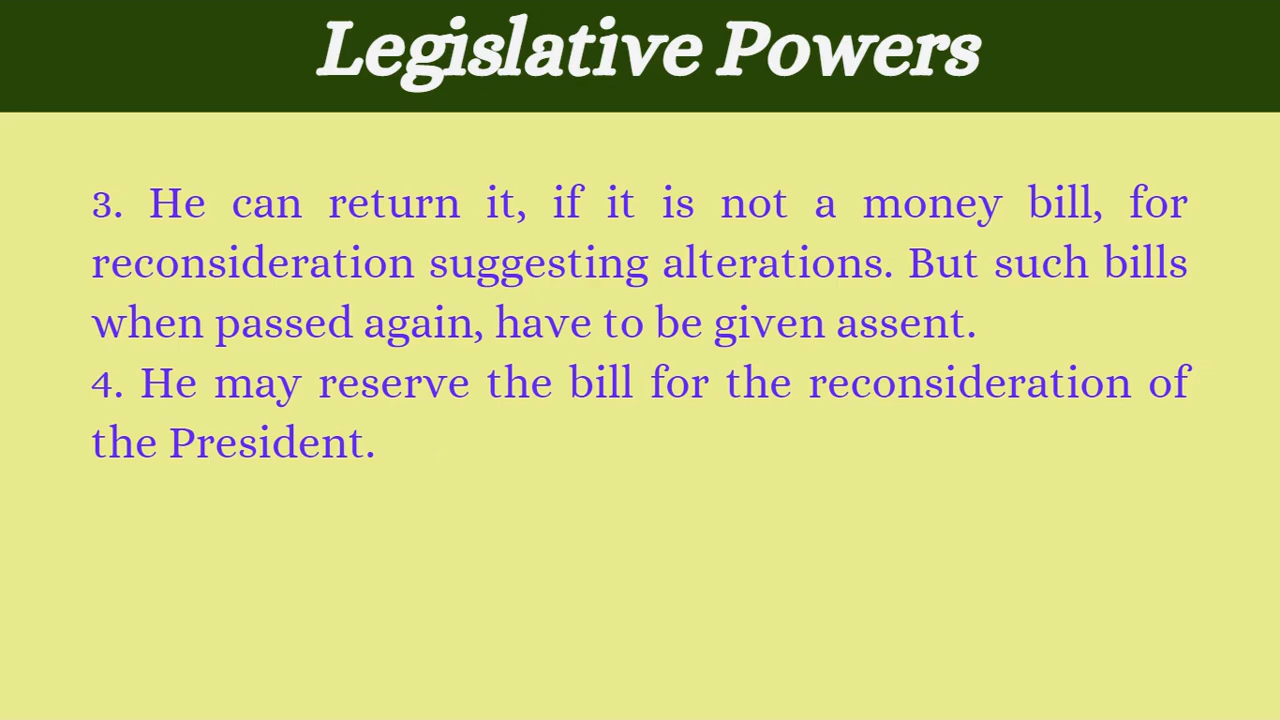 Legislative Powers
3. He can return it, if it is not a money bill, for
reconsideration suggesting alterations. But such bills
when passed again, have to be given assent.
4. He may reserve the bill for the reconsideration of
the President.